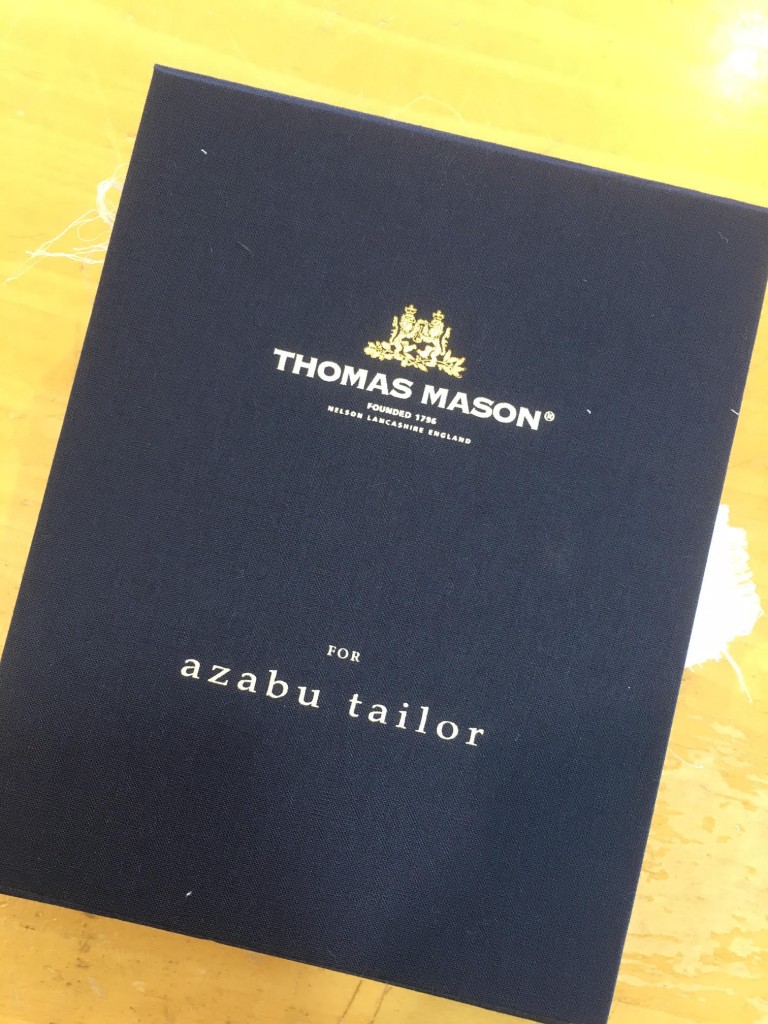 THOMAS MASON®
FOUNDED 1796
NELSON LANCASHIRE ENGLAND
FOR
azabu tailor